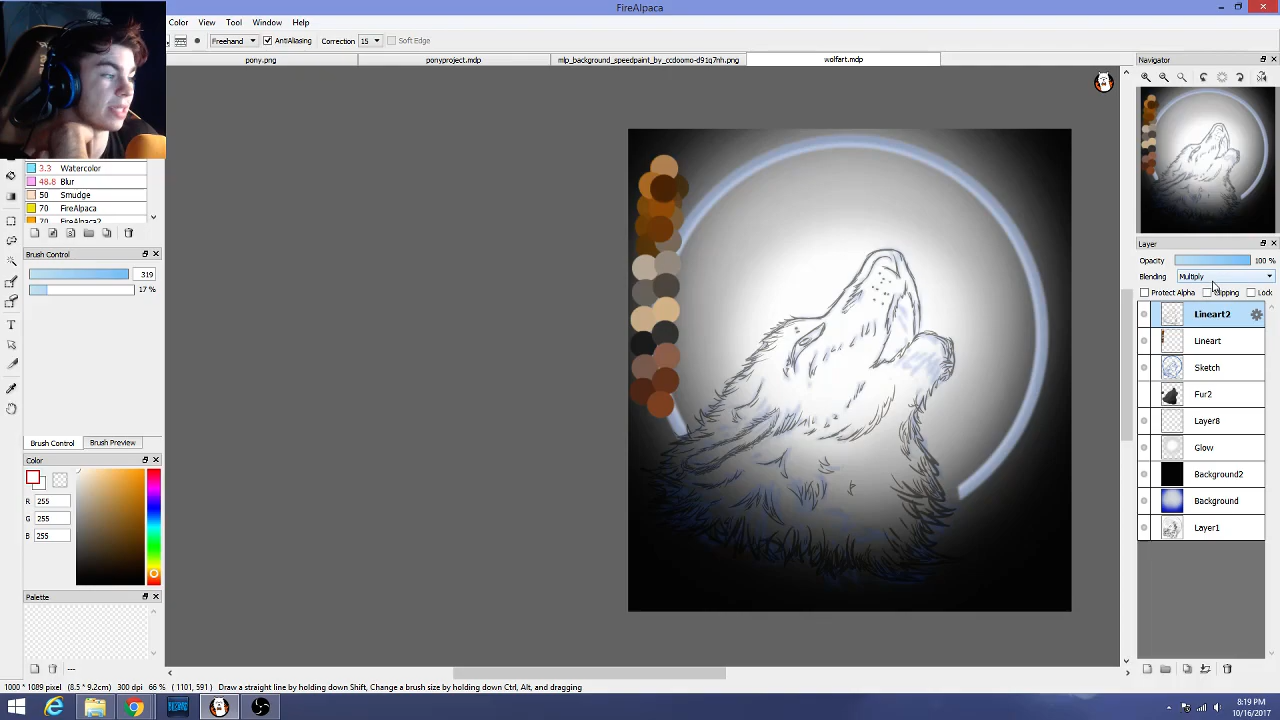 FireAlpaca
Color View Tool Window Help
Freehand AntiAliasing Correction 15 Soft Edge
pony.png ponyproject.mdp mlp_background_speedpaint_by_ccdoomo-d91q7nh.png wolfart.mdp
Navigator
3.3 Watercolor
48.8 Blur
50 Smudge
70 FireAlpaca
70 FireAlpaca2
Brush Control
319
17 %
Brush Control Brush Preview
Color
R 255
G 255
B 255
Palette
---
Layer
Opacity 100 %
Blending Multiply
Protect Alpha Clipping Lock
Lineart2
Lineart
Sketch
Fur2
Layer8
Glow
Background2
Background
Layer1
1000 * 1089 pixel (8.5 * 9.2cm) 300 dpi 66 % (1101, 591) Draw a straight line by holding down Shift, Change a brush size by holding down Ctrl, Alt, and dragging
8:19 PM
10/16/2017